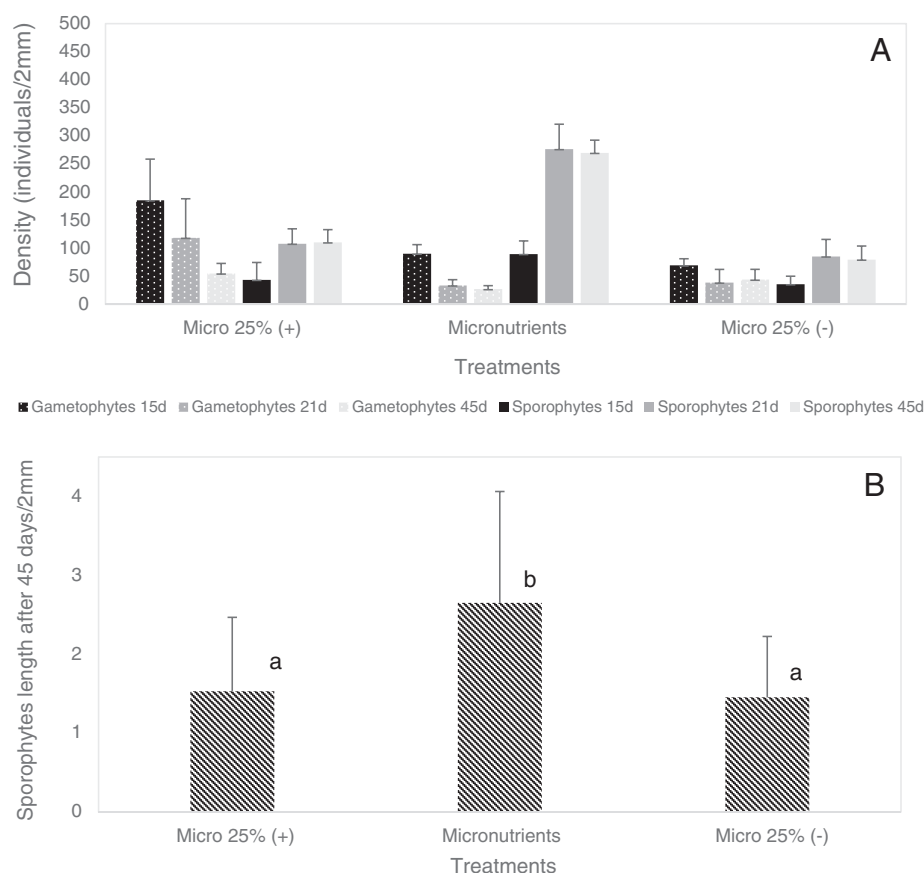 A
Density (individuals/2mm)
500
450
400
350
300
250
200
150
100
50
0
Micro 25% (+) Micronutrients Micro 25% (-)
Treatments
Gametophytes 15d Gametophytes 21d Gametophytes 45d Sporophytes 15d Sporophytes 21d Sporophytes 45d
B
Sporophytes length after 45 days/2mm
4
3
2
1
0
a
b
a
Micro 25% (+) Micronutrients Micro 25% (-)
Treatments